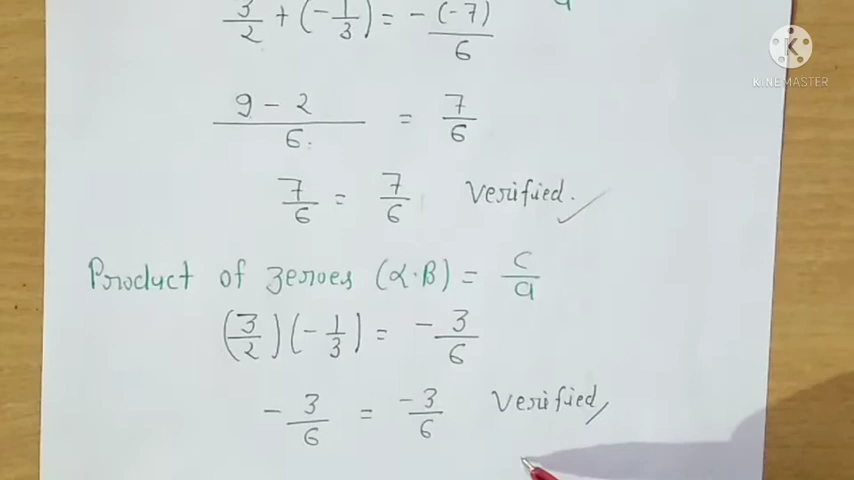 3/2 + (-1/3) = -(-7)/6
K
KINEMASTER
9 - 2/6 = 7/6
7/6 = 7/6 Verified.
Product of zeroes (α·β) = c/a
(3/2)(-1/3) = -3/6
-3/6 = -3/6 Verified